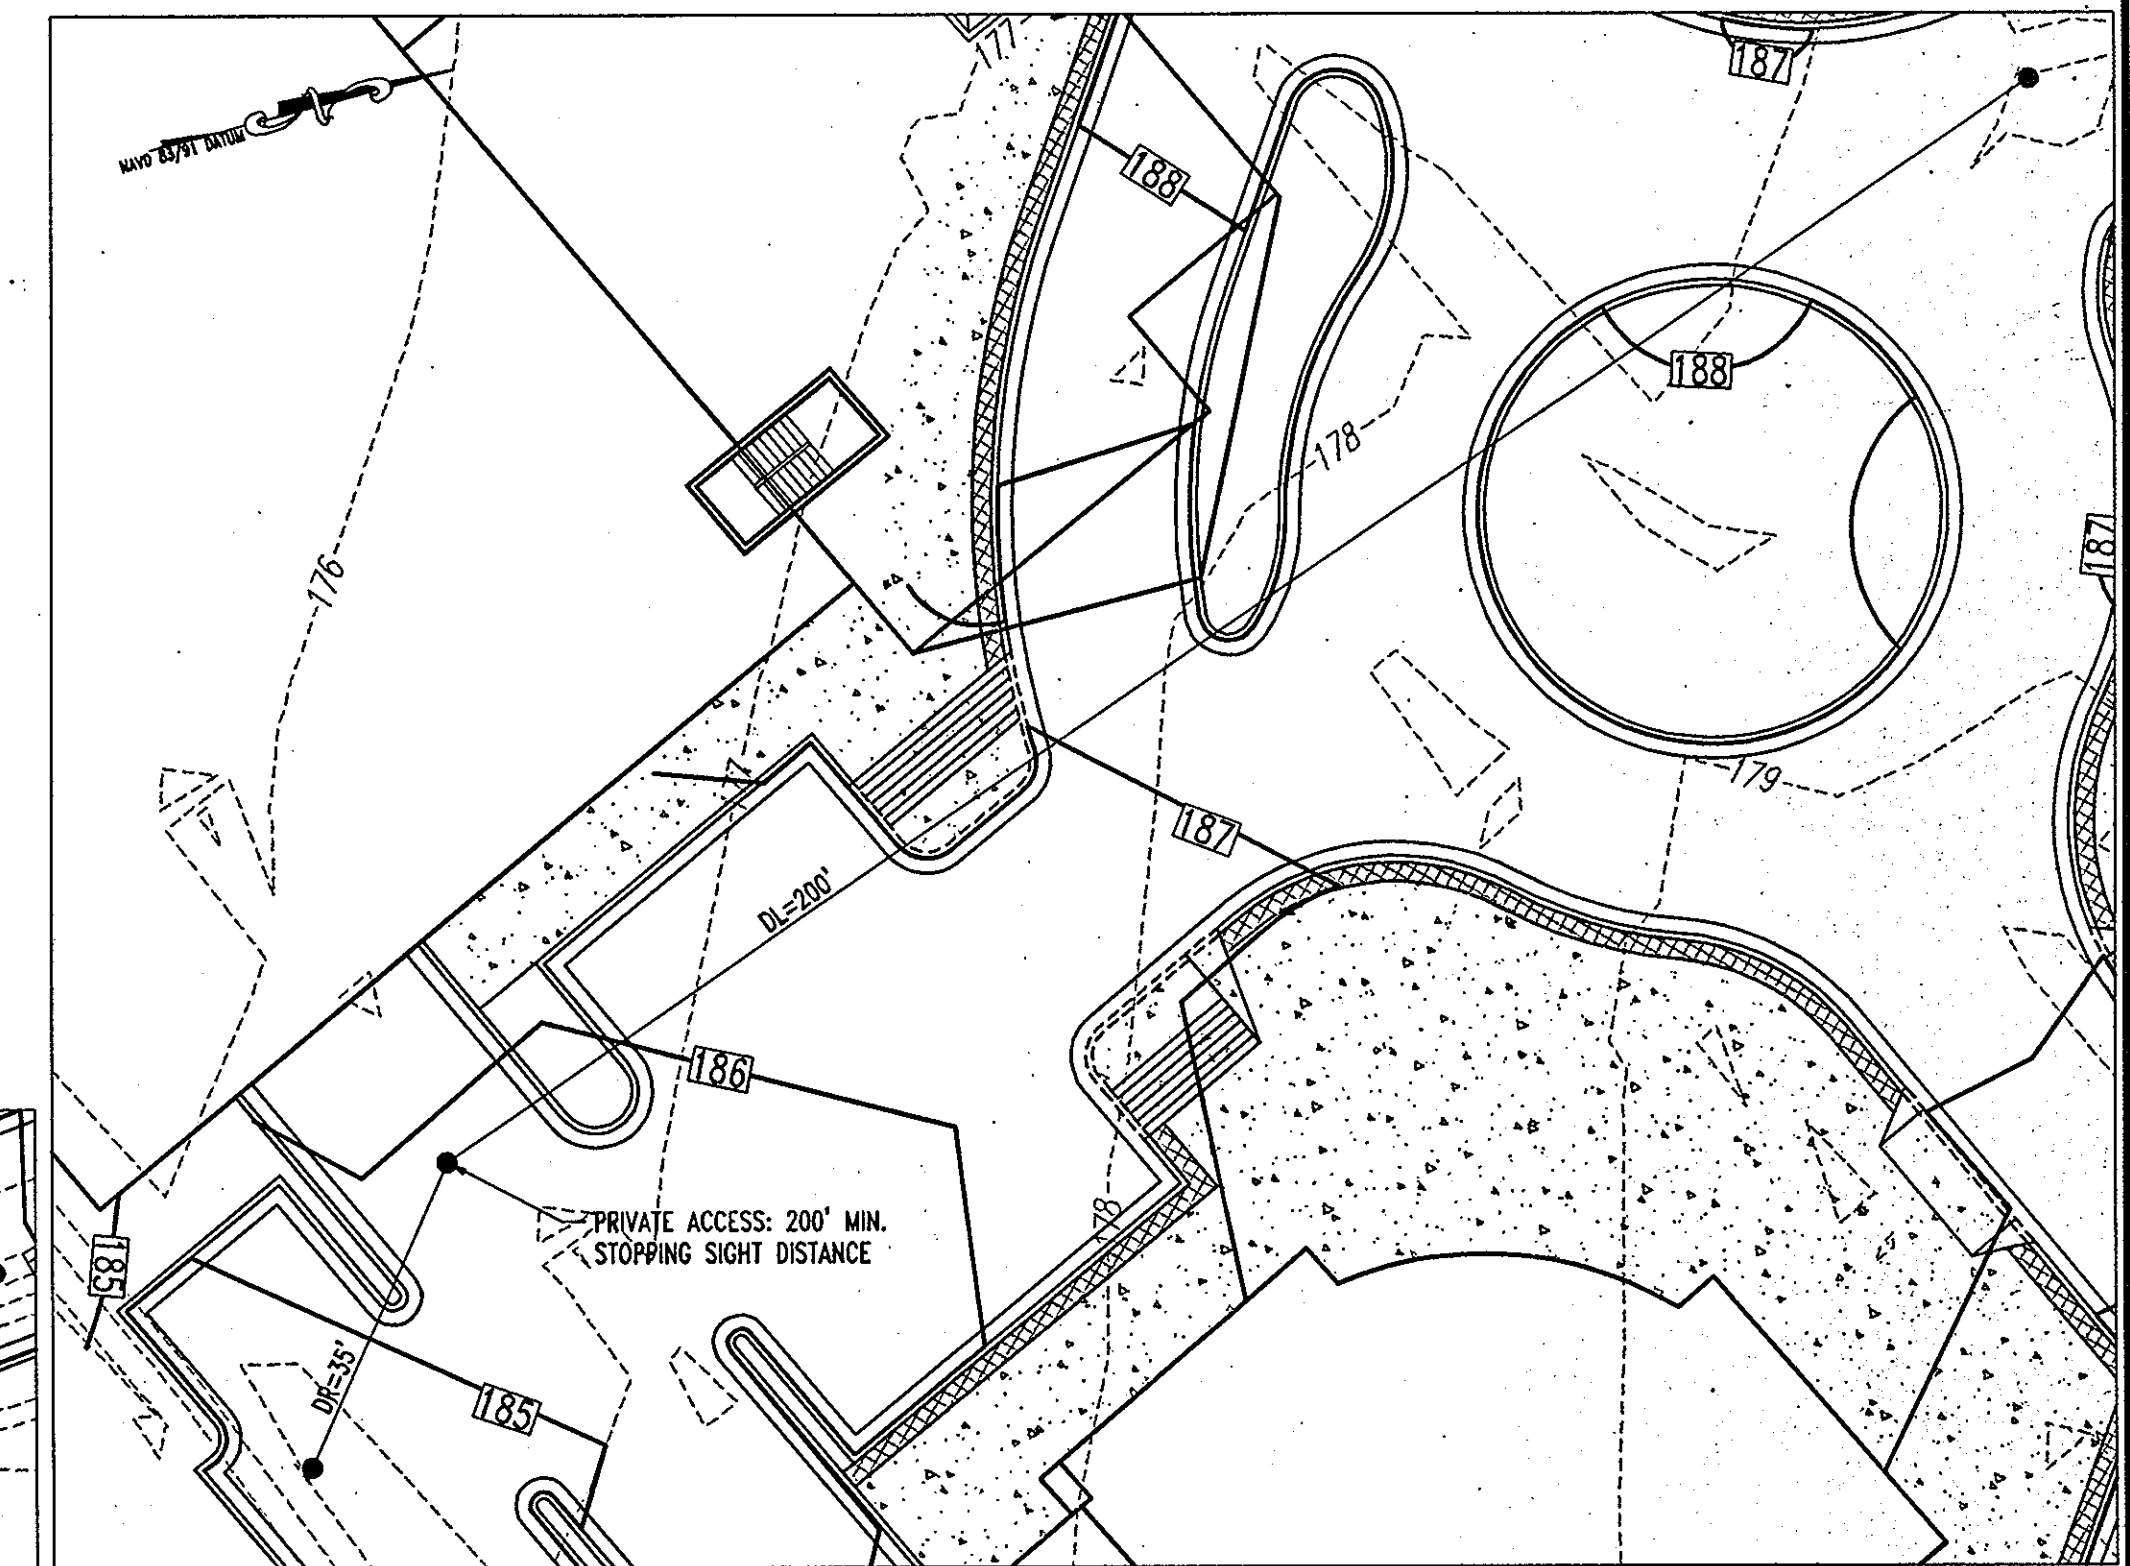 177
187
NAVD 83/91 DATUM
188
188
178
187
176
179
187
DL=200'
186
PRIVATE ACCESS: 200' MIN.
STOPPING SIGHT DISTANCE
178
185
DR=35'
185